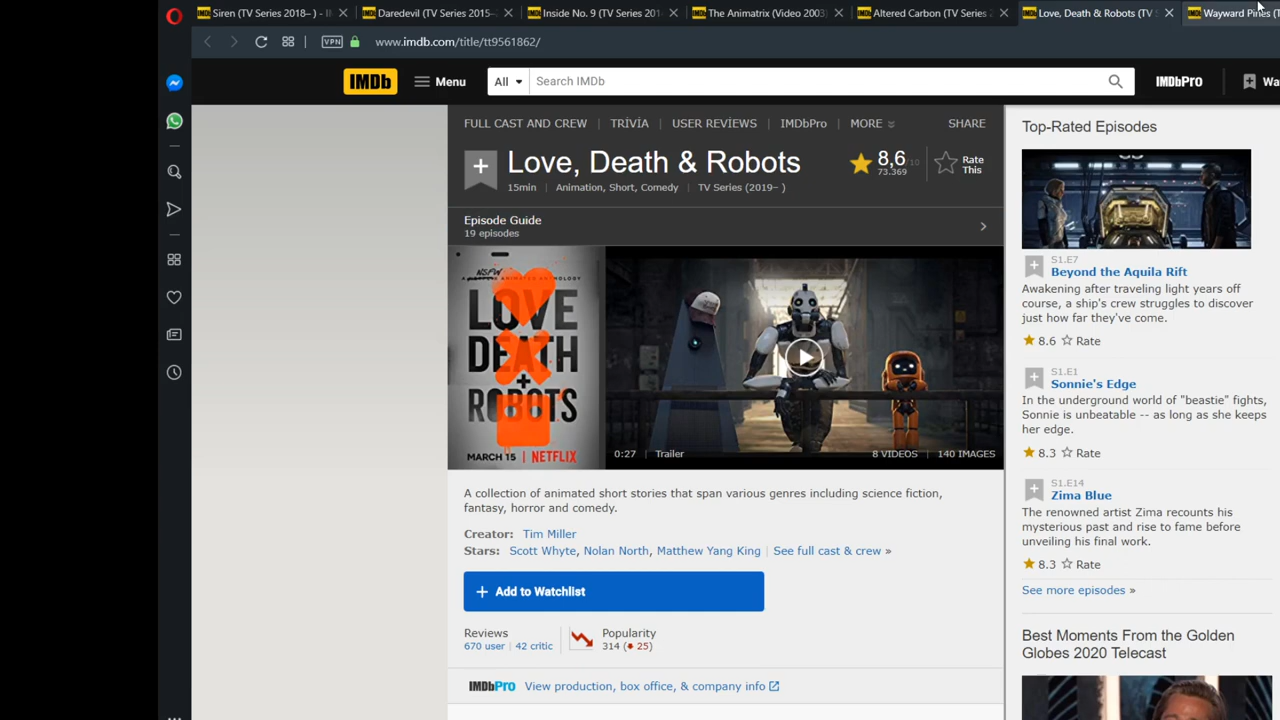 Siren (TV Series 2018– ) - I
Daredevil (TV Series 2015-
Inside No. 9 (TV Series 201
The Animatrix (Video 2003)
Altered Carbon (TV Series
Love, Death & Robots (TV S
Wayward Pines (T
VPN
www.imdb.com/title/tt9561862/
IMDb
Menu
All
Search IMDb
IMDbPro
Wa
FULL CAST AND CREW
TRİVİA
USER REVİEWS
IMDbPro
MORE
SHARE
Love, Death & Robots
8,6/10
73.369
Rate This
15min
Animation, Short, Comedy
TV Series (2019– )
Episode Guide
19 episodes
NSFW
ANIMATED ANTHOLOGY
LOVE
DEATH
+
ROBOTS
MARCH 15 | NETFLIX
0:27 | Trailer
8 VIDEOS | 140 IMAGES
A collection of animated short stories that span various genres including science fiction,
fantasy, horror and comedy.
Creator: Tim Miller
Stars: Scott Whyte, Nolan North, Matthew Yang King | See full cast & crew »
+ Add to Watchlist
Reviews
670 user | 42 critic
Popularity
314 ( 25)
IMDbPro View production, box office, & company info
Top-Rated Episodes
S1.E7
Beyond the Aquila Rift
Awakening after traveling light years off
course, a ship's crew struggles to discover
just how far they've come.
8.6 Rate
S1.E1
Sonnie's Edge
In the underground world of "beastie" fights,
Sonnie is unbeatable -- as long as she keeps
her edge.
8.3 Rate
S1.E14
Zima Blue
The renowned artist Zima recounts his
mysterious past and rise to fame before
unveiling his final work.
8.3 Rate
See more episodes »
Best Moments From the Golden
Globes 2020 Telecast